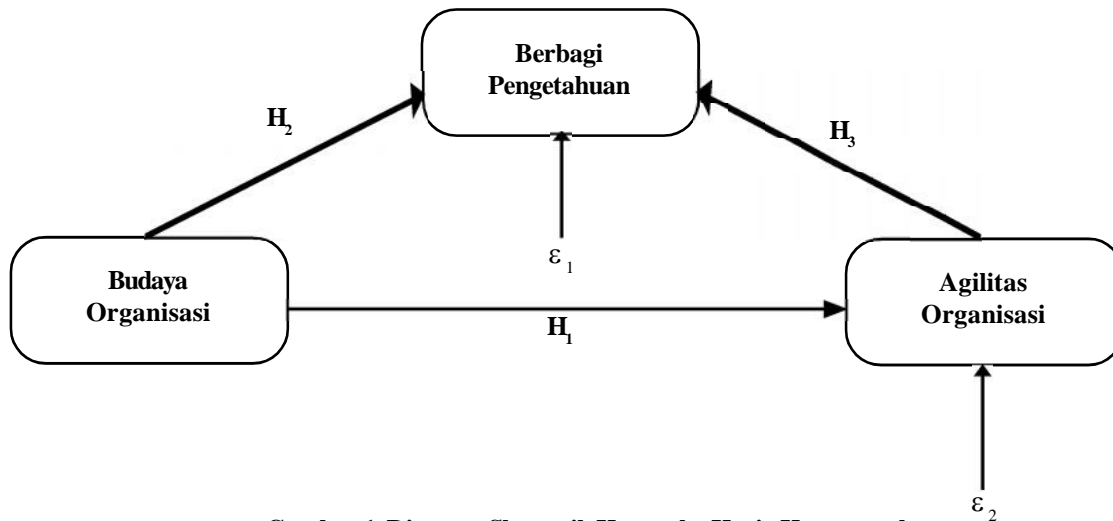 Berbagi
Pengetahuan
H2
H3
ε1
Budaya
Organisasi
Agilitas
Organisasi
H1
ε2